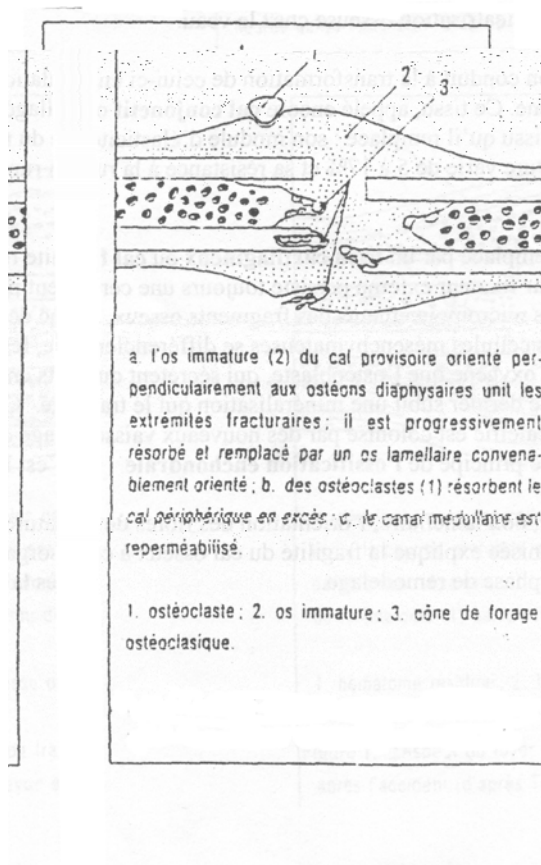 2
3
a. l'os immature (2) du cal provisoire orienté per-
pendiculairement aux ostéons diaphysaires unit les
extrémités fracturaires ; il est progressivement
résorbé et remplacé par un os lamellaire convena-
blement orienté ; b. des ostéoclastes (1) résorbent le
cal périphérique en excès ; c. le canal médullaire est
reperméabilisé.
1. ostéoclaste ; 2. os immature ; 3. cône de forage
ostéoclasique.